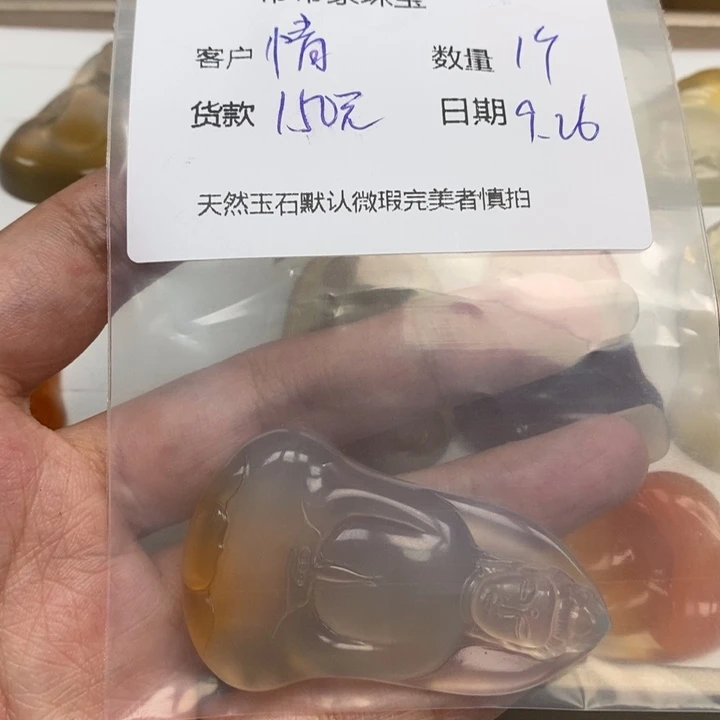 客户 情 数量 1个
货款 150元 日期 9.26
天然玉石默认微瑕完美者慎拍